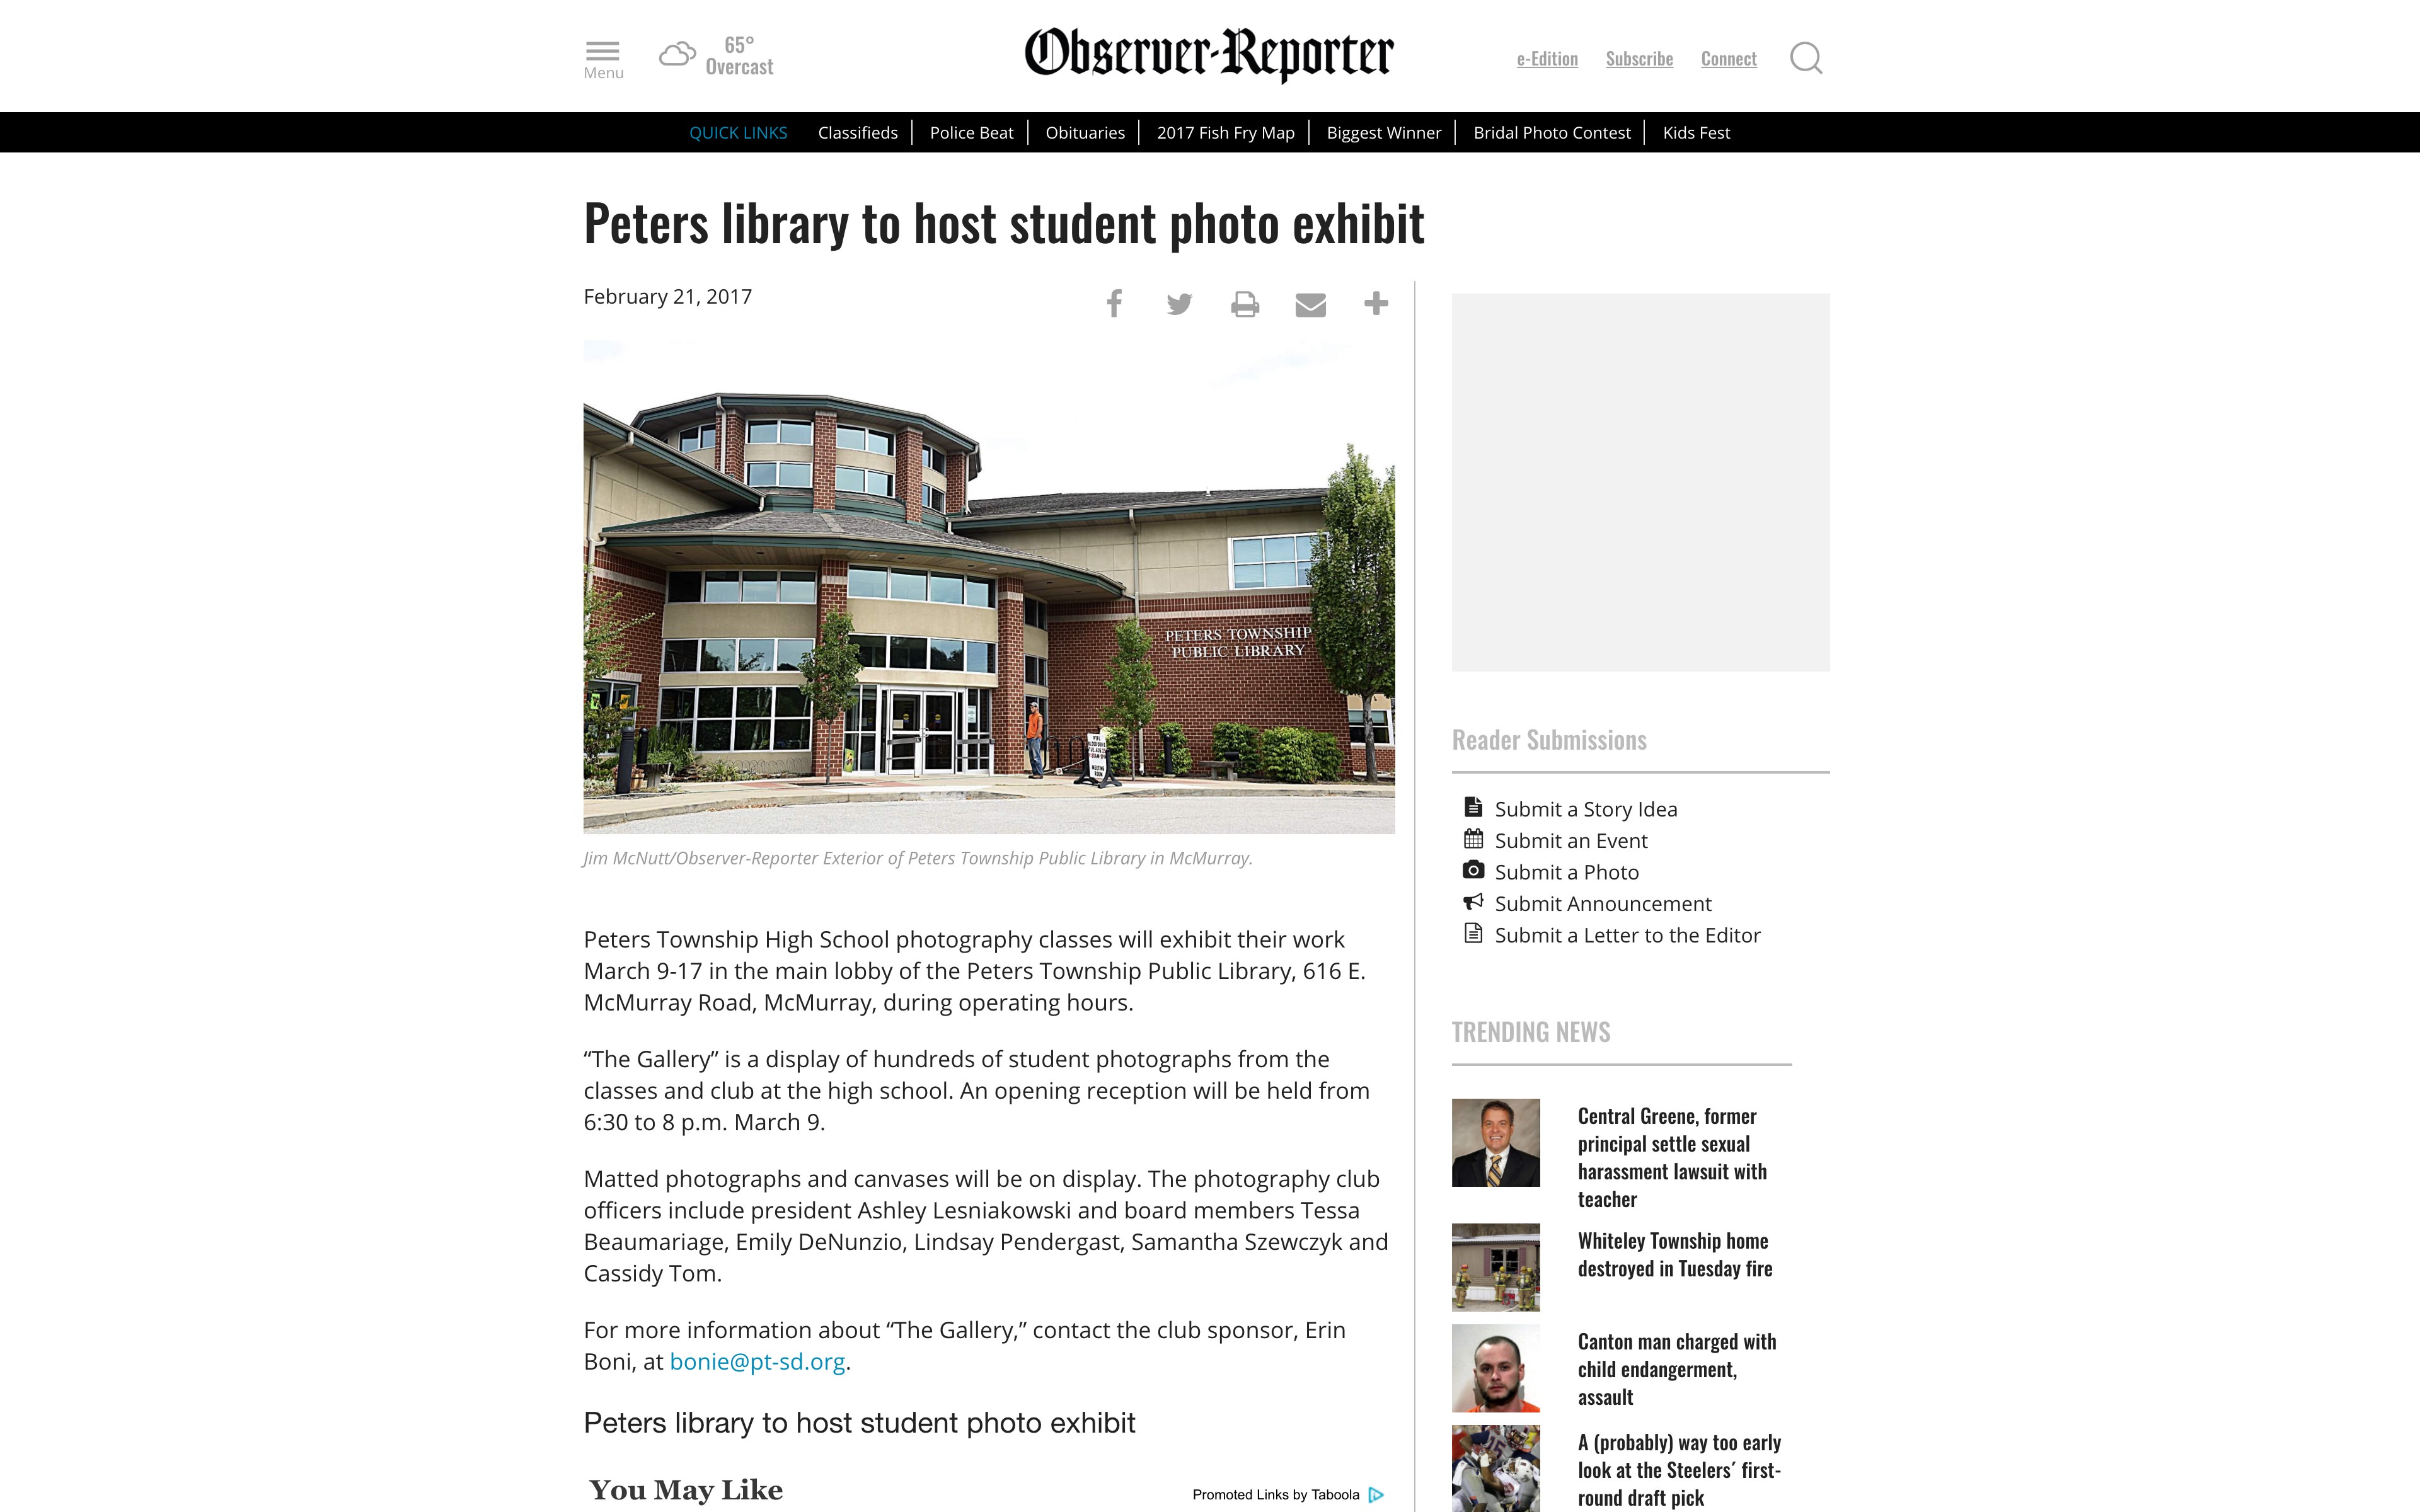 Menu
65°
Overcast
Observer-Reporter
e-Edition Subscribe Connect
QUICK LINKS Classifieds Police Beat Obituaries 2017 Fish Fry Map Biggest Winner Bridal Photo Contest Kids Fest
Peters library to host student photo exhibit
February 21, 2017
PETERS TOWNSHIP
PUBLIC LIBRARY
Jim McNutt/Observer-Reporter Exterior of Peters Township Public Library in McMurray.
Peters Township High School photography classes will exhibit their work
March 9-17 in the main lobby of the Peters Township Public Library, 616 E.
McMurray Road, McMurray, during operating hours.
“The Gallery” is a display of hundreds of student photographs from the
classes and club at the high school. An opening reception will be held from
6:30 to 8 p.m. March 9.
Matted photographs and canvases will be on display. The photography club
officers include president Ashley Lesniakowski and board members Tessa
Beaumariage, Emily DeNunzio, Lindsay Pendergast, Samantha Szewczyk and
Cassidy Tom.
For more information about “The Gallery,” contact the club sponsor, Erin
Boni, at bonie@pt-sd.org.
Peters library to host student photo exhibit
You May Like
Promoted Links by Taboola
Reader Submissions
Submit a Story Idea
Submit an Event
Submit a Photo
Submit Announcement
Submit a Letter to the Editor
TRENDING NEWS
Central Greene, former
principal settle sexual
harassment lawsuit with
teacher
Whiteley Township home
destroyed in Tuesday fire
Canton man charged with
child endangerment,
assault
A (probably) way too early
look at the Steelers´ first-
round draft pick